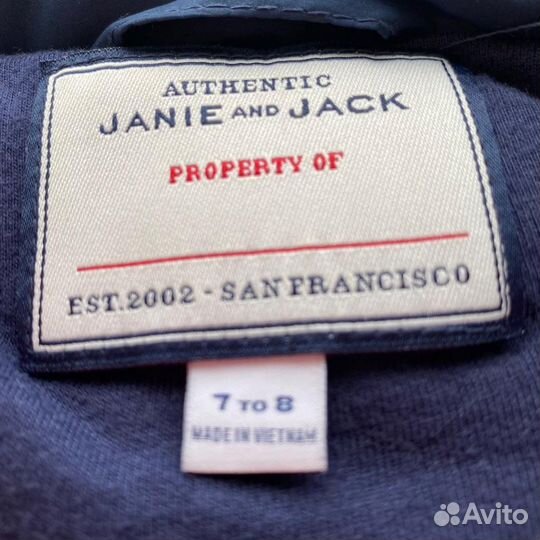 AUTHENTIC
JANIE AND JACK
PROPERTY OF
EST. 2002 - SAN FRANCISCO
7 TO 8
MADE IN VIETNAM
Avito